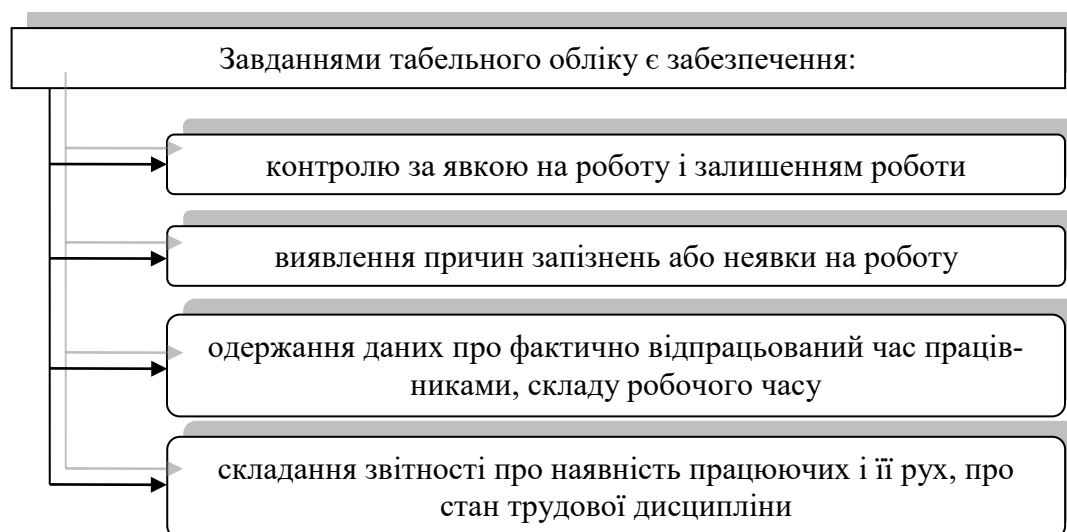 Завданнями табельного обліку є забезпечення:
контролю за явкою на роботу і залишенням роботи
виявлення причин запізнень або неявки на роботу
одержання даних про фактично відпрацьований час праців-
никами, складу робочого часу
складання звітності про наявність працюючих і її рух, про
стан трудової дисципліни